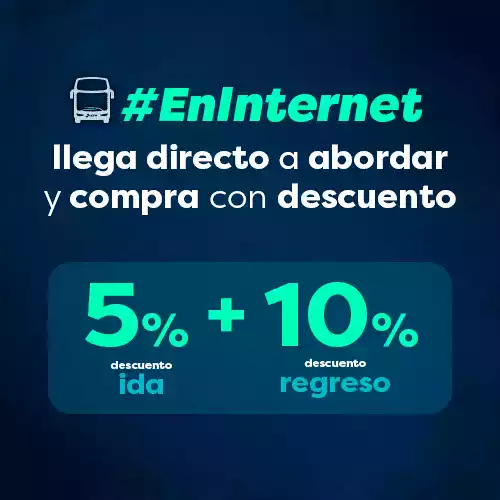 #EnInternet
llega directo a abordar
y compra con descuento
5% + 10%
descuento descuento
ida regreso